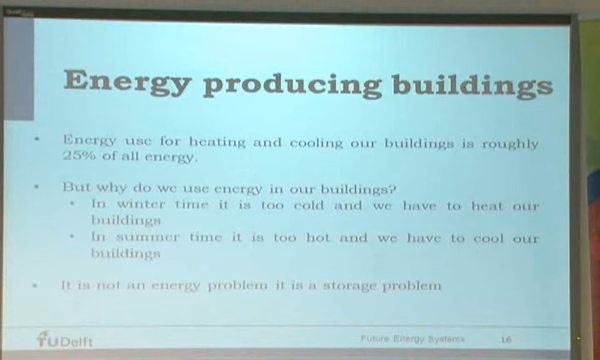 Energy producing buildings
• Energy use for heating and cooling our buildings is roughly
25% of all energy.
• But why do we use energy in our buildings?
• In winter time it is too cold and we have to heat our
buildings
• In summer time it is too hot and we have to cool our
buildings
• It is not an energy problem it is a storage problem
TU Delft
Future Energy Systems 16